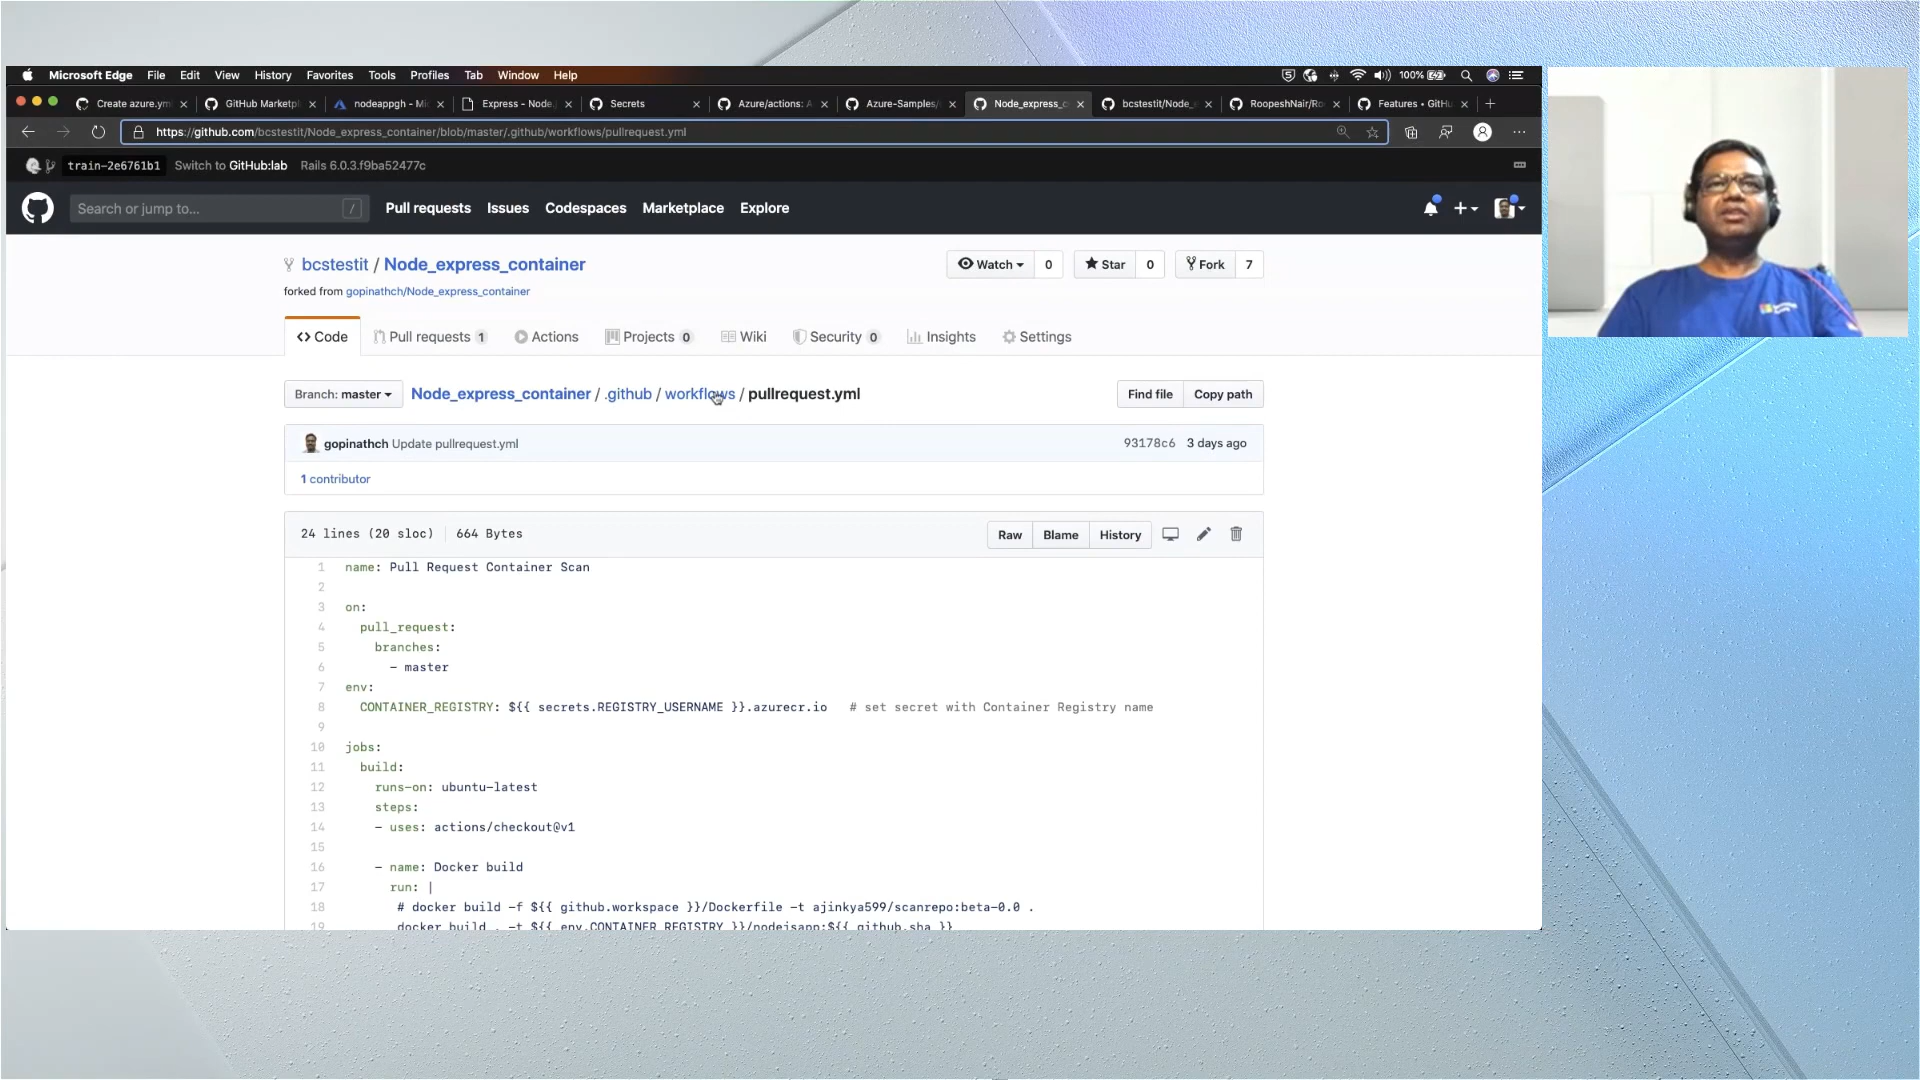 Microsoft Edge File Edit View History Favorites Tools Profiles Tab Window Help
100%
Create azure.ym
GitHub Marketpl
nodeappgh - Mi
Express - Node.
Secrets
Azure/actions: A
Azure-Samples/
Node_express_c
bcstestit/Node_
RoopeshNair/Ro
Features • GitHu
https://github.com/bcstestit/Node_express_container/blob/master/.github/workflows/pullrequest.yml
train-2e6761b1 Switch to GitHub:lab Rails 6.0.3.f9ba52477c
Search or jump to... /
Pull requests Issues Codespaces Marketplace Explore
bcstestit / Node_express_container
Watch 0 Star 0 Fork 7
forked from gopinathch/Node_express_container
Code Pull requests 1 Actions Projects 0 Wiki Security 0 Insights Settings
Branch: master Node_express_container / .github / workflows / pullrequest.yml Find file Copy path
gopinathch Update pullrequest.yml 93178c6 3 days ago
1 contributor
24 lines (20 sloc) 664 Bytes Raw Blame History
1 name: Pull Request Container Scan
2
3 on:
4 pull_request:
5 branches:
6 - master
7 env:
8 CONTAINER_REGISTRY: ${{ secrets.REGISTRY_USERNAME }}.azurecr.io # set secret with Container Registry name
9
10 jobs:
11 build:
12 runs-on: ubuntu-latest
13 steps:
14 - uses: actions/checkout@v1
15
16 - name: Docker build
17 run: |
18 # docker build -f ${{ github.workspace }}/Dockerfile -t ajinkya599/scanrepo:beta-0.0 .
19 docker build . -t ${{ env.CONTAINER_REGISTRY }}/nodejsapp:${{ github.sha }}